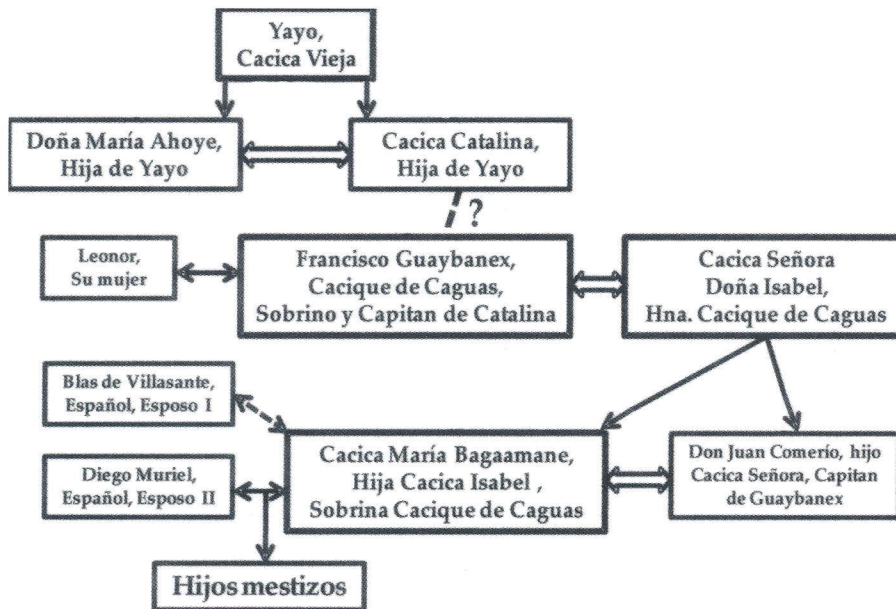 Yayo,
Cacica Vieja
Doña María Ahoye,
Hija de Yayo
Cacica Catalina,
Hija de Yayo
?
Leonor,
Su mujer
Francisco Guaybanex,
Cacique de Caguas,
Sobrino y Capitan de Catalina
Cacica Señora
Doña Isabel,
Hna. Cacique de Caguas
Blas de Villasante,
Español, Esposo I
Diego Muriel,
Español, Esposo II
Cacica María Bagaamane,
Hija Cacica Isabel ,
Sobrina Cacique de Caguas
Don Juan Comerío, hijo
Cacica Señora, Capitan
de Guaybanex
Hijos mestizos